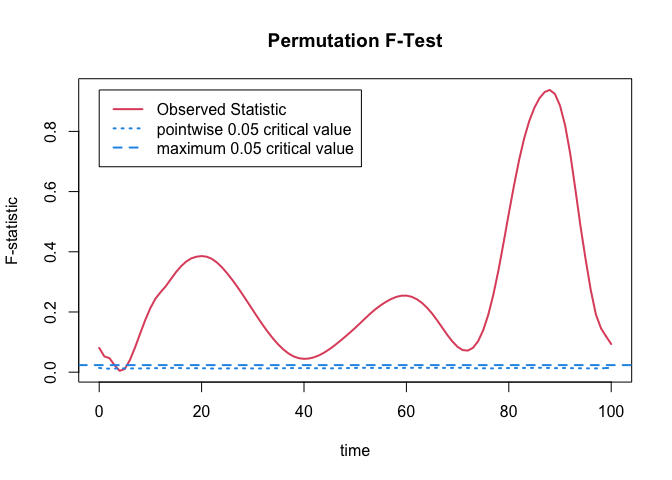 Permutation F-Test
Observed Statistic
pointwise 0.05 critical value
maximum 0.05 critical value
F-statistic
0.8
0.6
0.4
0.2
0.0
0 20 40 60 80 100
time